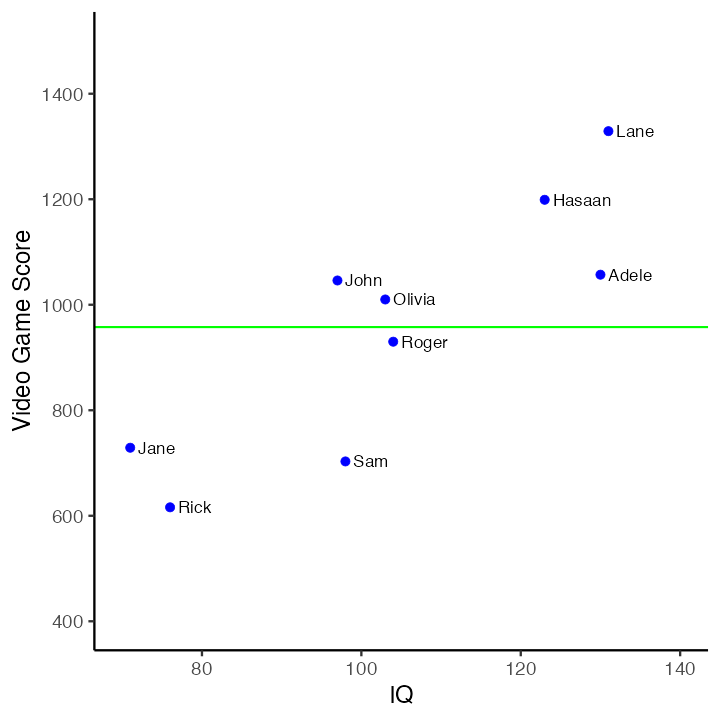 Video Game Score
1400
1200
1000
800
600
400
Lane
Hasaan
Adele
John
Olivia
Roger
Jane
Sam
Rick
80
100
120
140
IQ